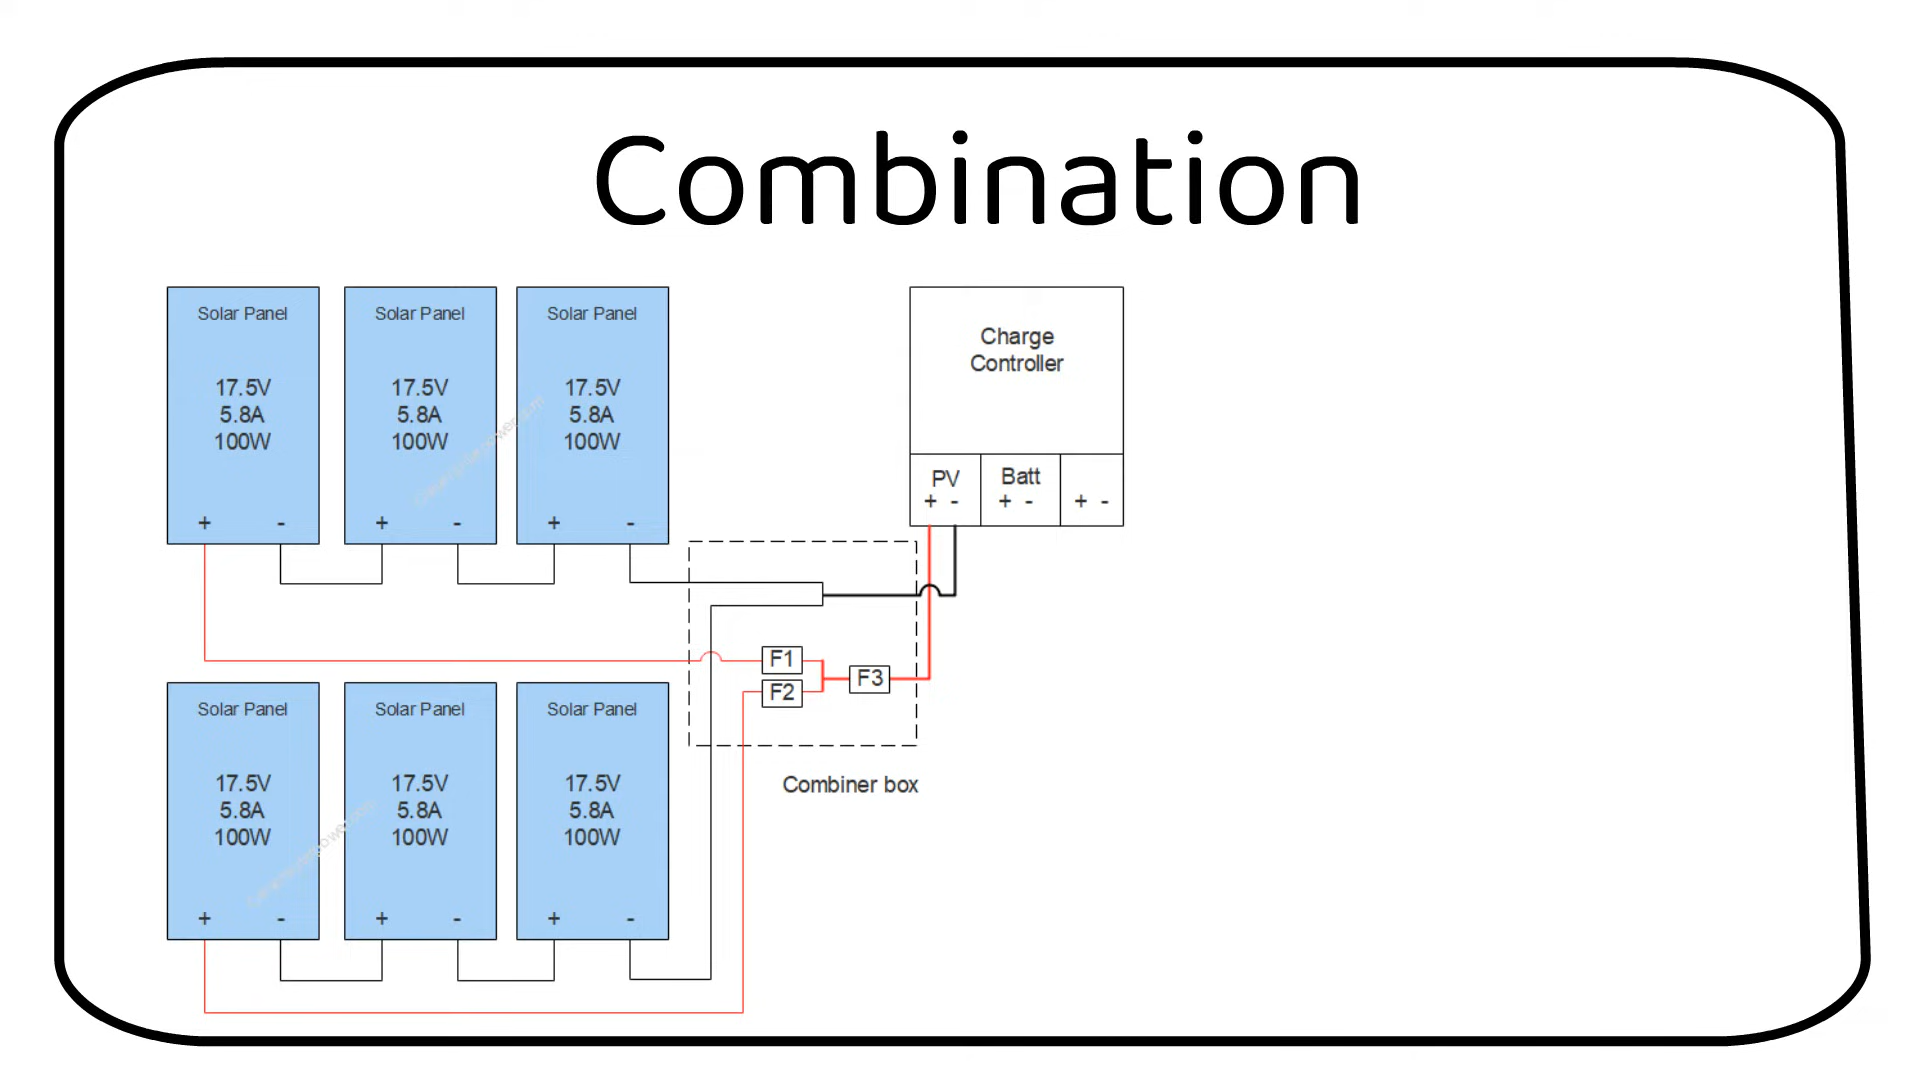 Combination
Solar Panel
17.5V
5.8A
100W
+ -
Solar Panel
17.5V
5.8A
100W
+ -
Solar Panel
17.5V
5.8A
100W
+ -
Charge
Controller
PV
+ -
Batt
+ -
+ -
F1
F2
F3
Combiner box
Solar Panel
17.5V
5.8A
100W
+ -
Solar Panel
17.5V
5.8A
100W
+ -
Solar Panel
17.5V
5.8A
100W
+ -